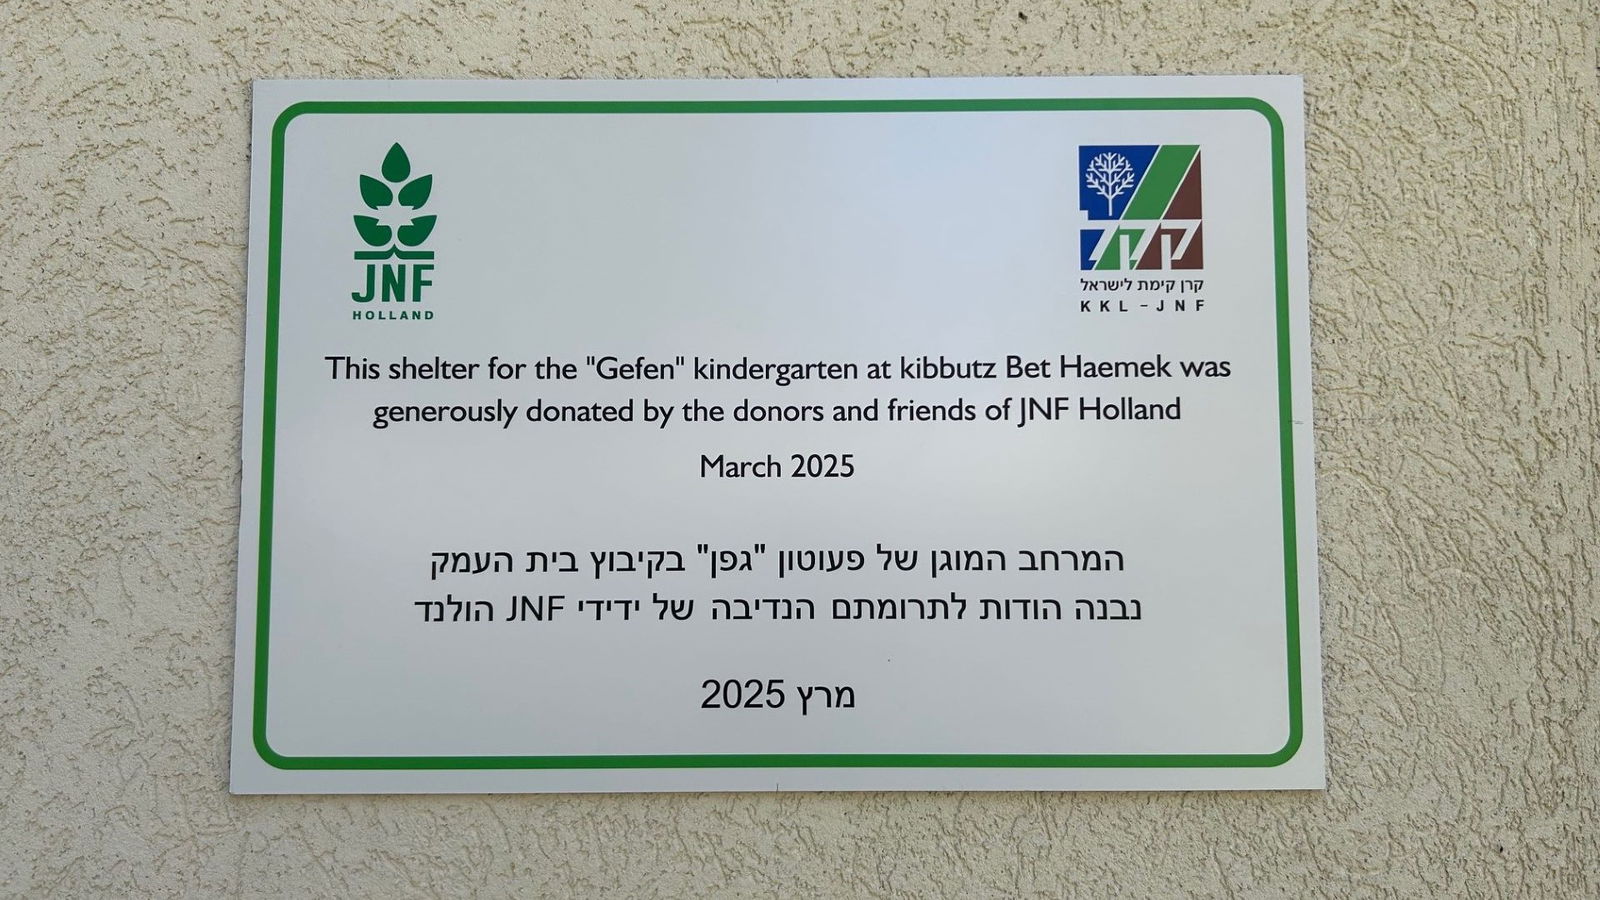 JNF
HOLLAND
קקל
קרן קימת לישראל
KKL-JNF
This shelter for the "Gefen" kindergarten at kibbutz Bet Haemek was
generously donated by the donors and friends of JNF Holland
March 2025
המרחב המוגן של פעוטון "גפן" בקיבוץ בית העמק
נבנה הודות לתרומתם הנדיבה של ידידי JNF הולנד
מרץ 2025